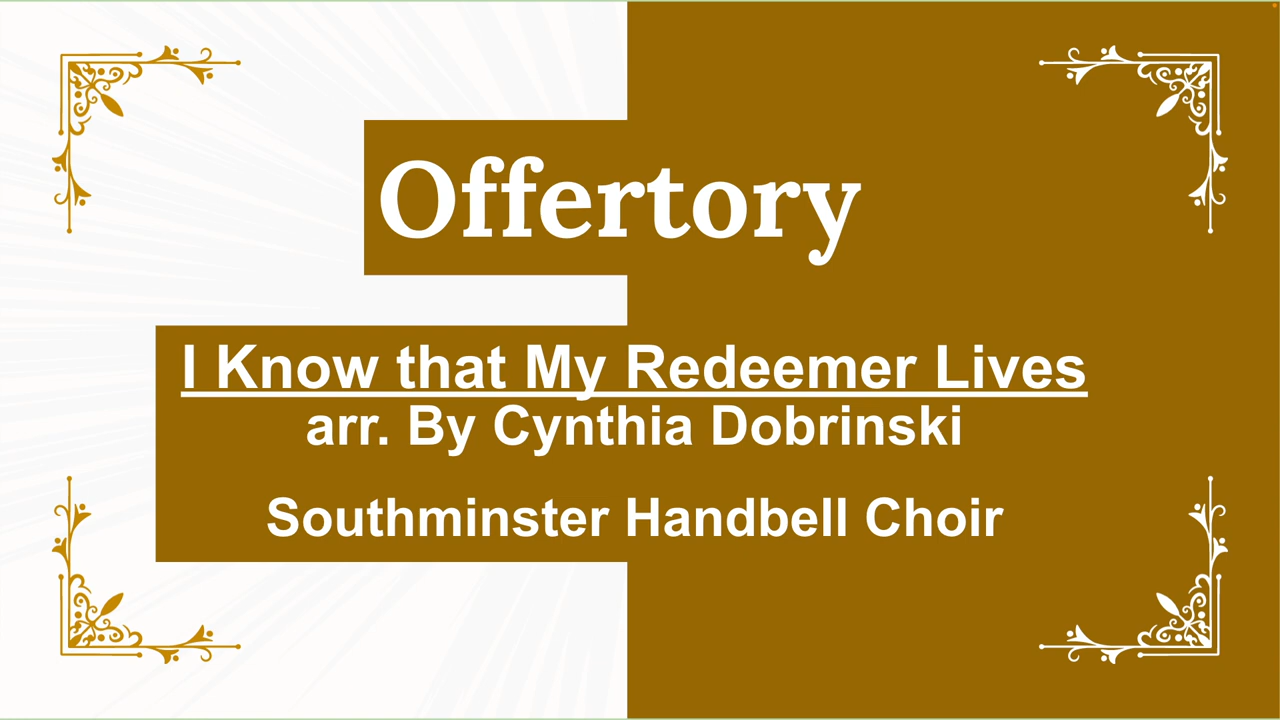 Offertory
I Know that My Redeemer Lives
arr. By Cynthia Dobrinski
Southminster Handbell Choir